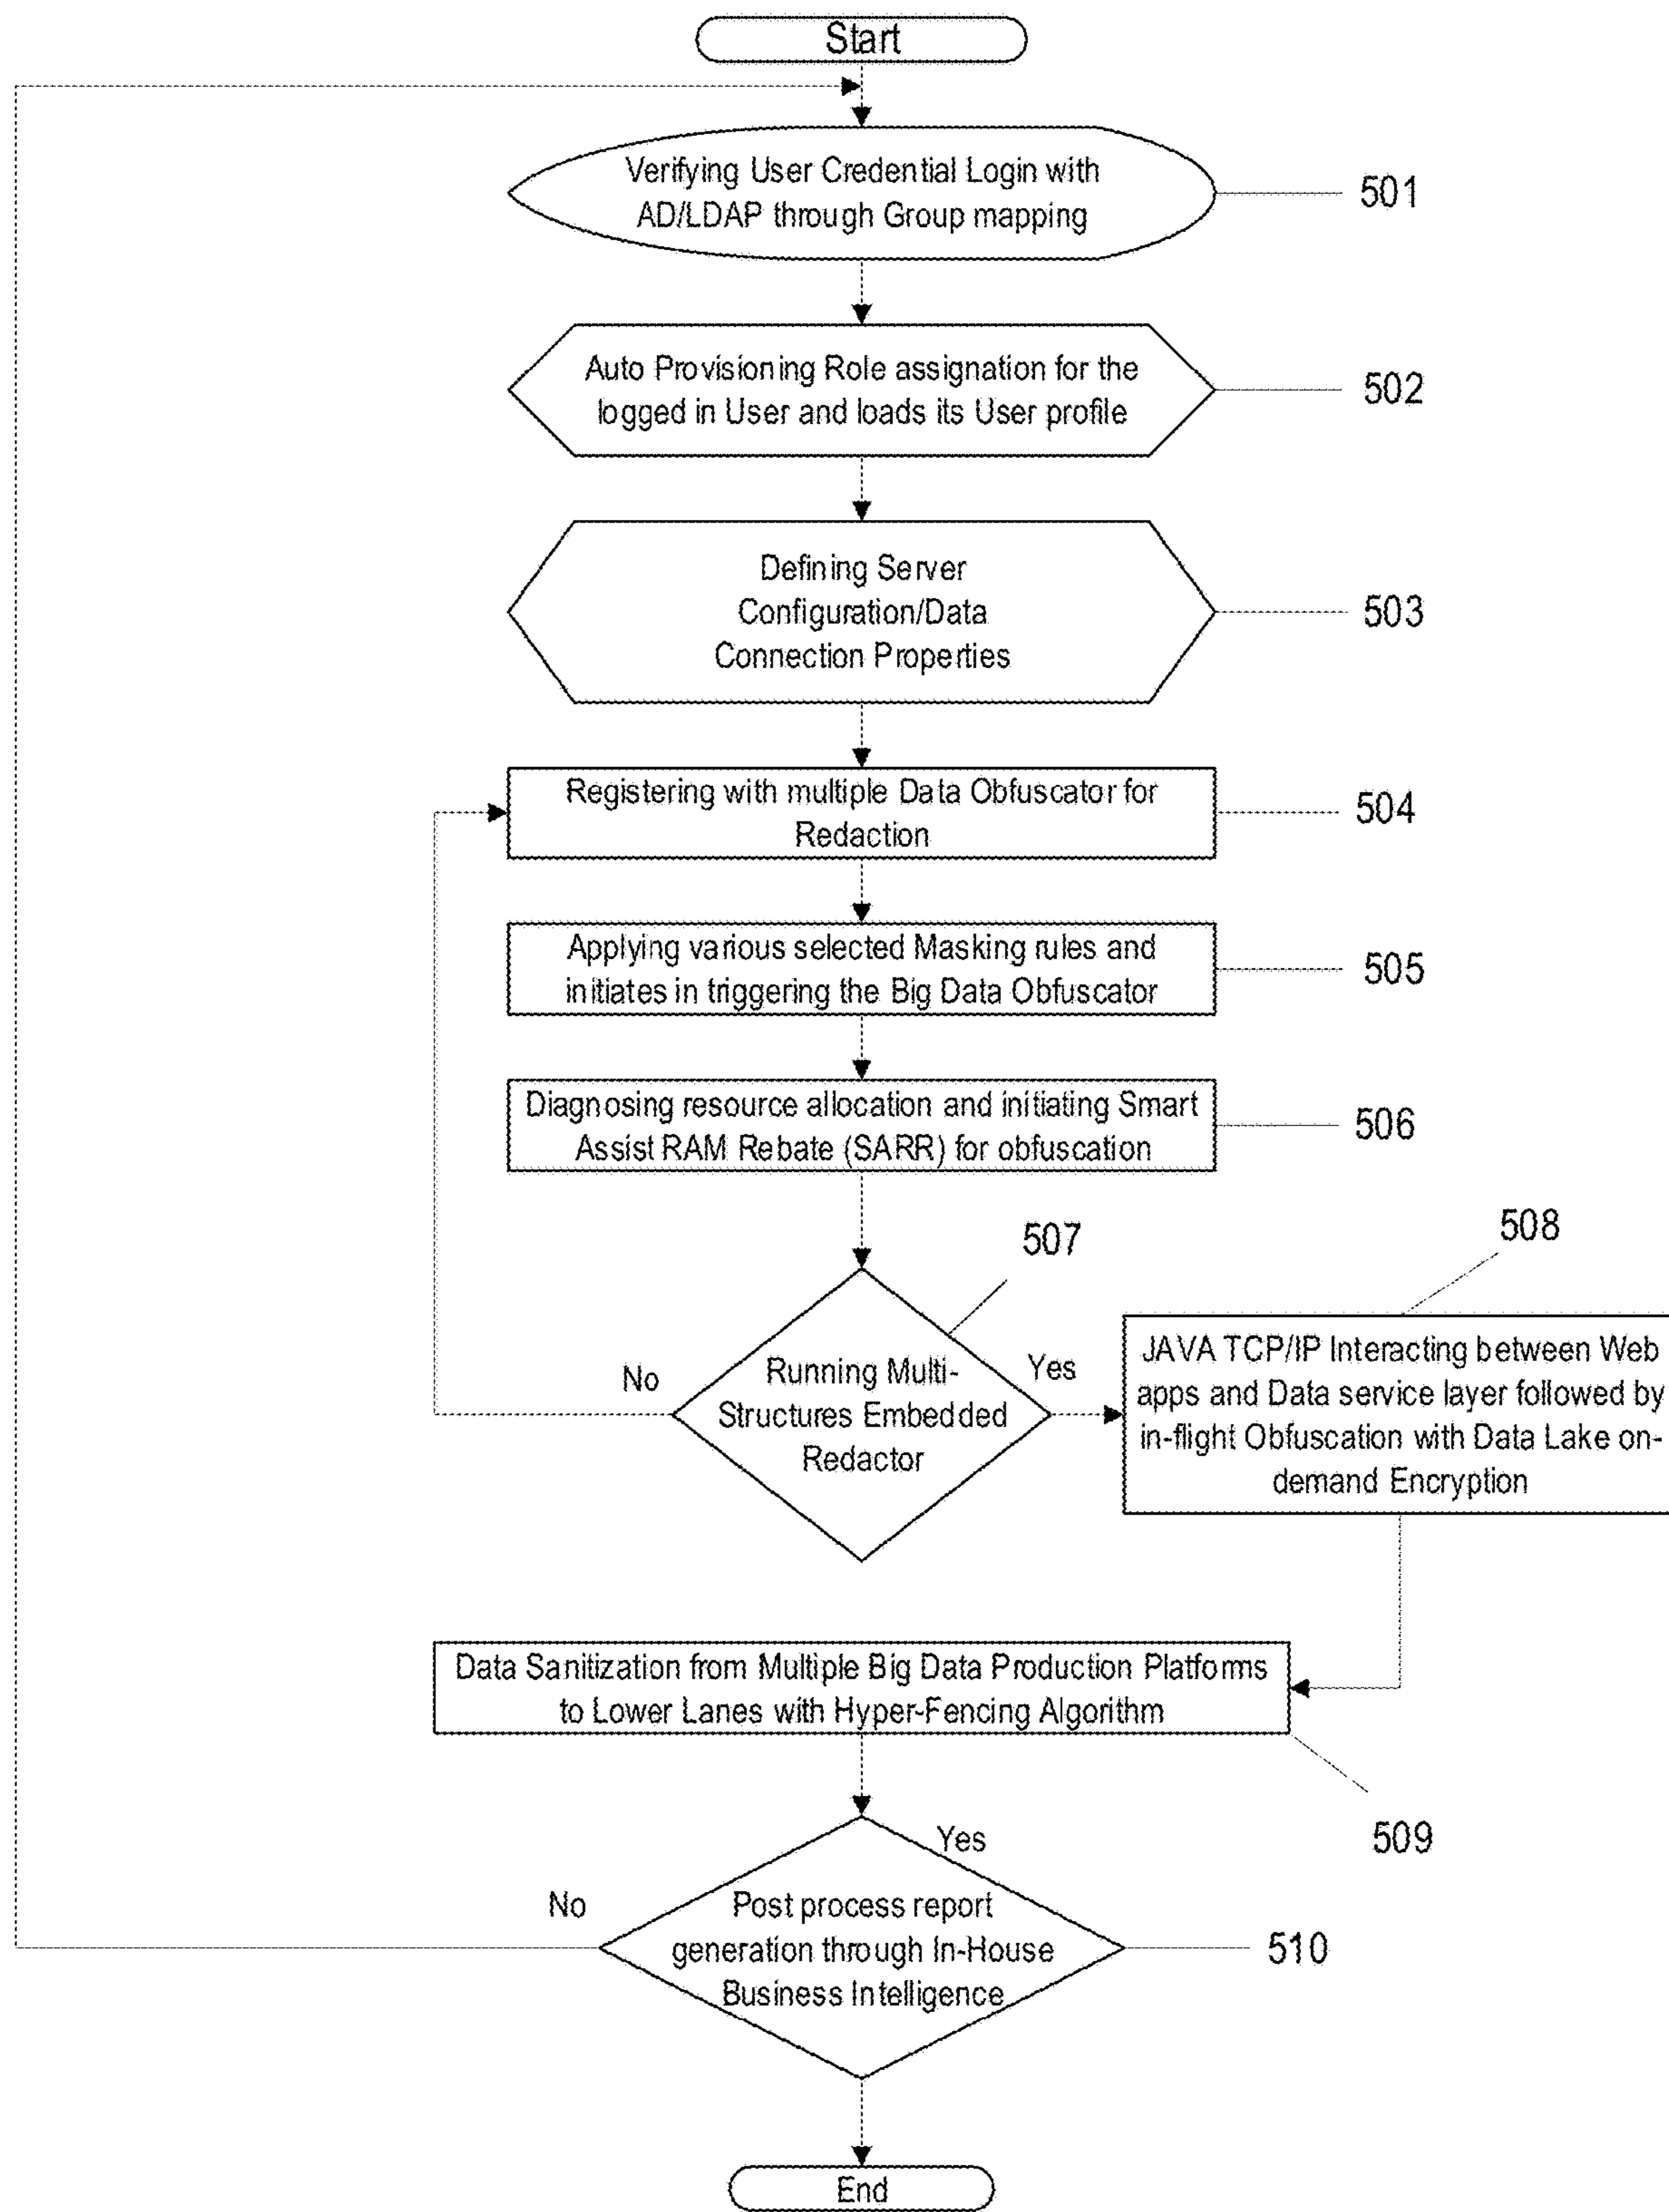 Start
Verifying User Credential Login with
AD/LDAP through Group mapping
501
Auto Provisioning Role assignation for the
logged in User and loads its User profile
502
Defining Server
Configuration/Data
Connection Properties
503
Registering with multiple Data Obfuscator for
Redaction
504
Applying various selected Masking rules and
initiates in triggering the Big Data Obfuscator
505
Diagnosing resource allocation and initiating Smart
Assist RAM Rebate (SARR) for obfuscation
506
507
508
No
Running Multi-
Structures Embedded
Redactor
Yes
JAVA TCP/IP Interacting between Web
apps and Data service layer followed by
in-flight Obfuscation with Data Lake on-
demand Encryption
Data Sanitization from Multiple Big Data Production Platforms
to Lower Lanes with Hyper-Fencing Algorithm
509
Yes
No
Post process report
generation through In-House
Business Intelligence
510
End